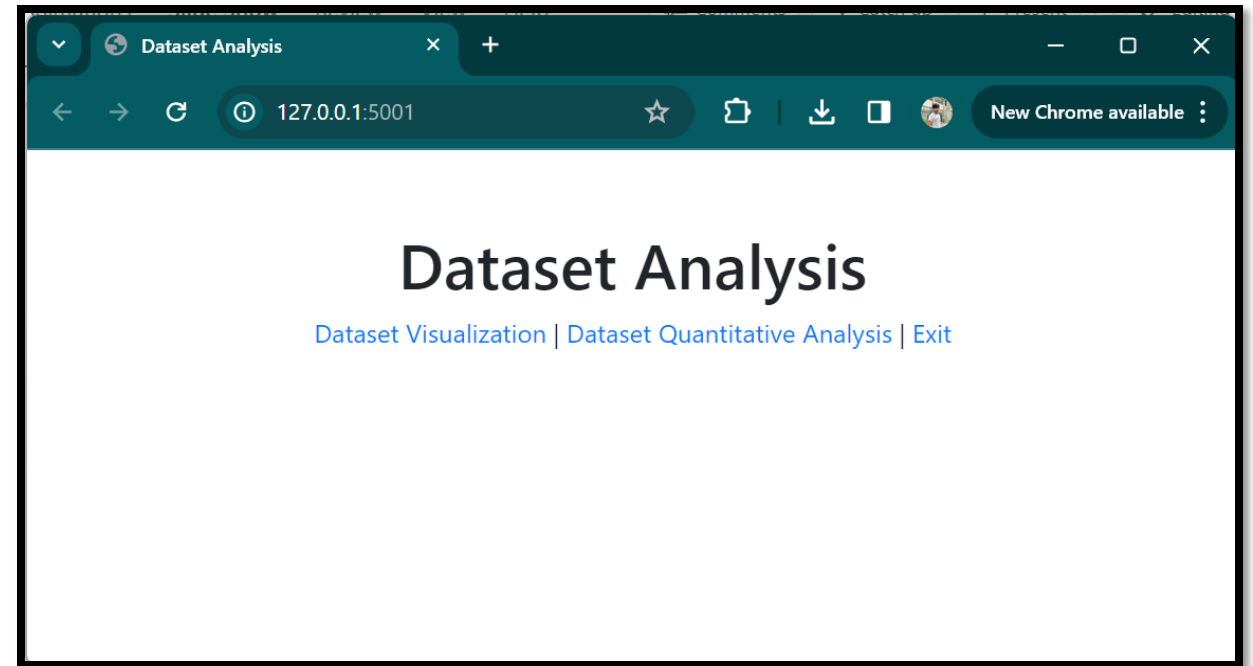 Dataset Analysis
127.0.0.1:5001
New Chrome available
Dataset Analysis
Dataset Visualization | Dataset Quantitative Analysis | Exit